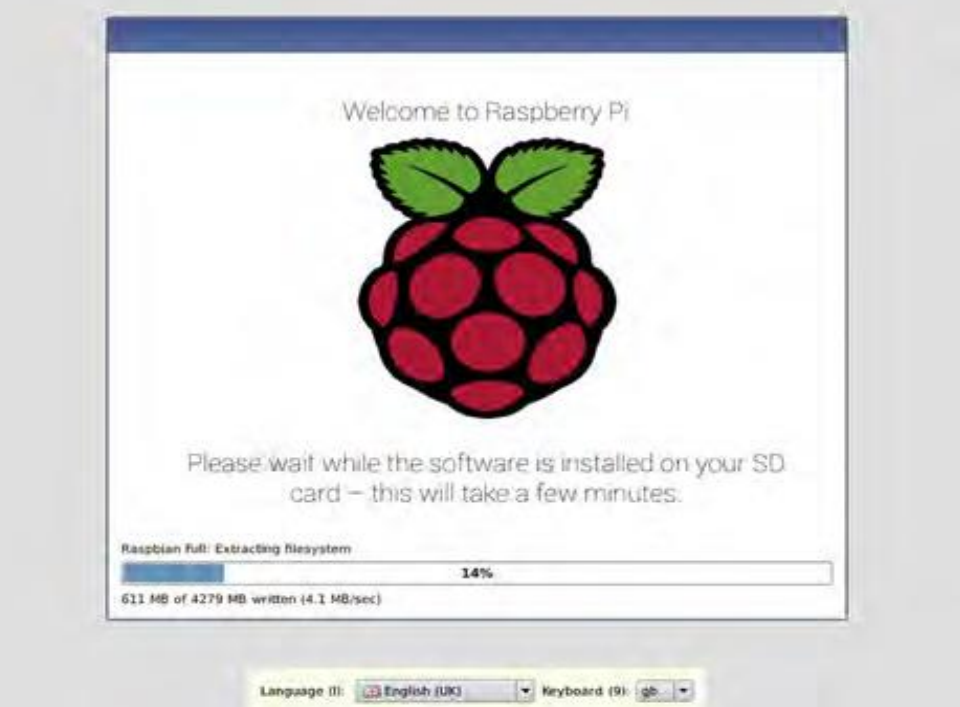 Welcome to Raspberry Pi
Please wait while the software is installed on your SD
card – this will take a few minutes.
Raspbian Full: Extracting filesystem
14%
611 MB of 4279 MB written (4.1 MB/sec)
Language (l): English (UK) Keyboard (9): gb